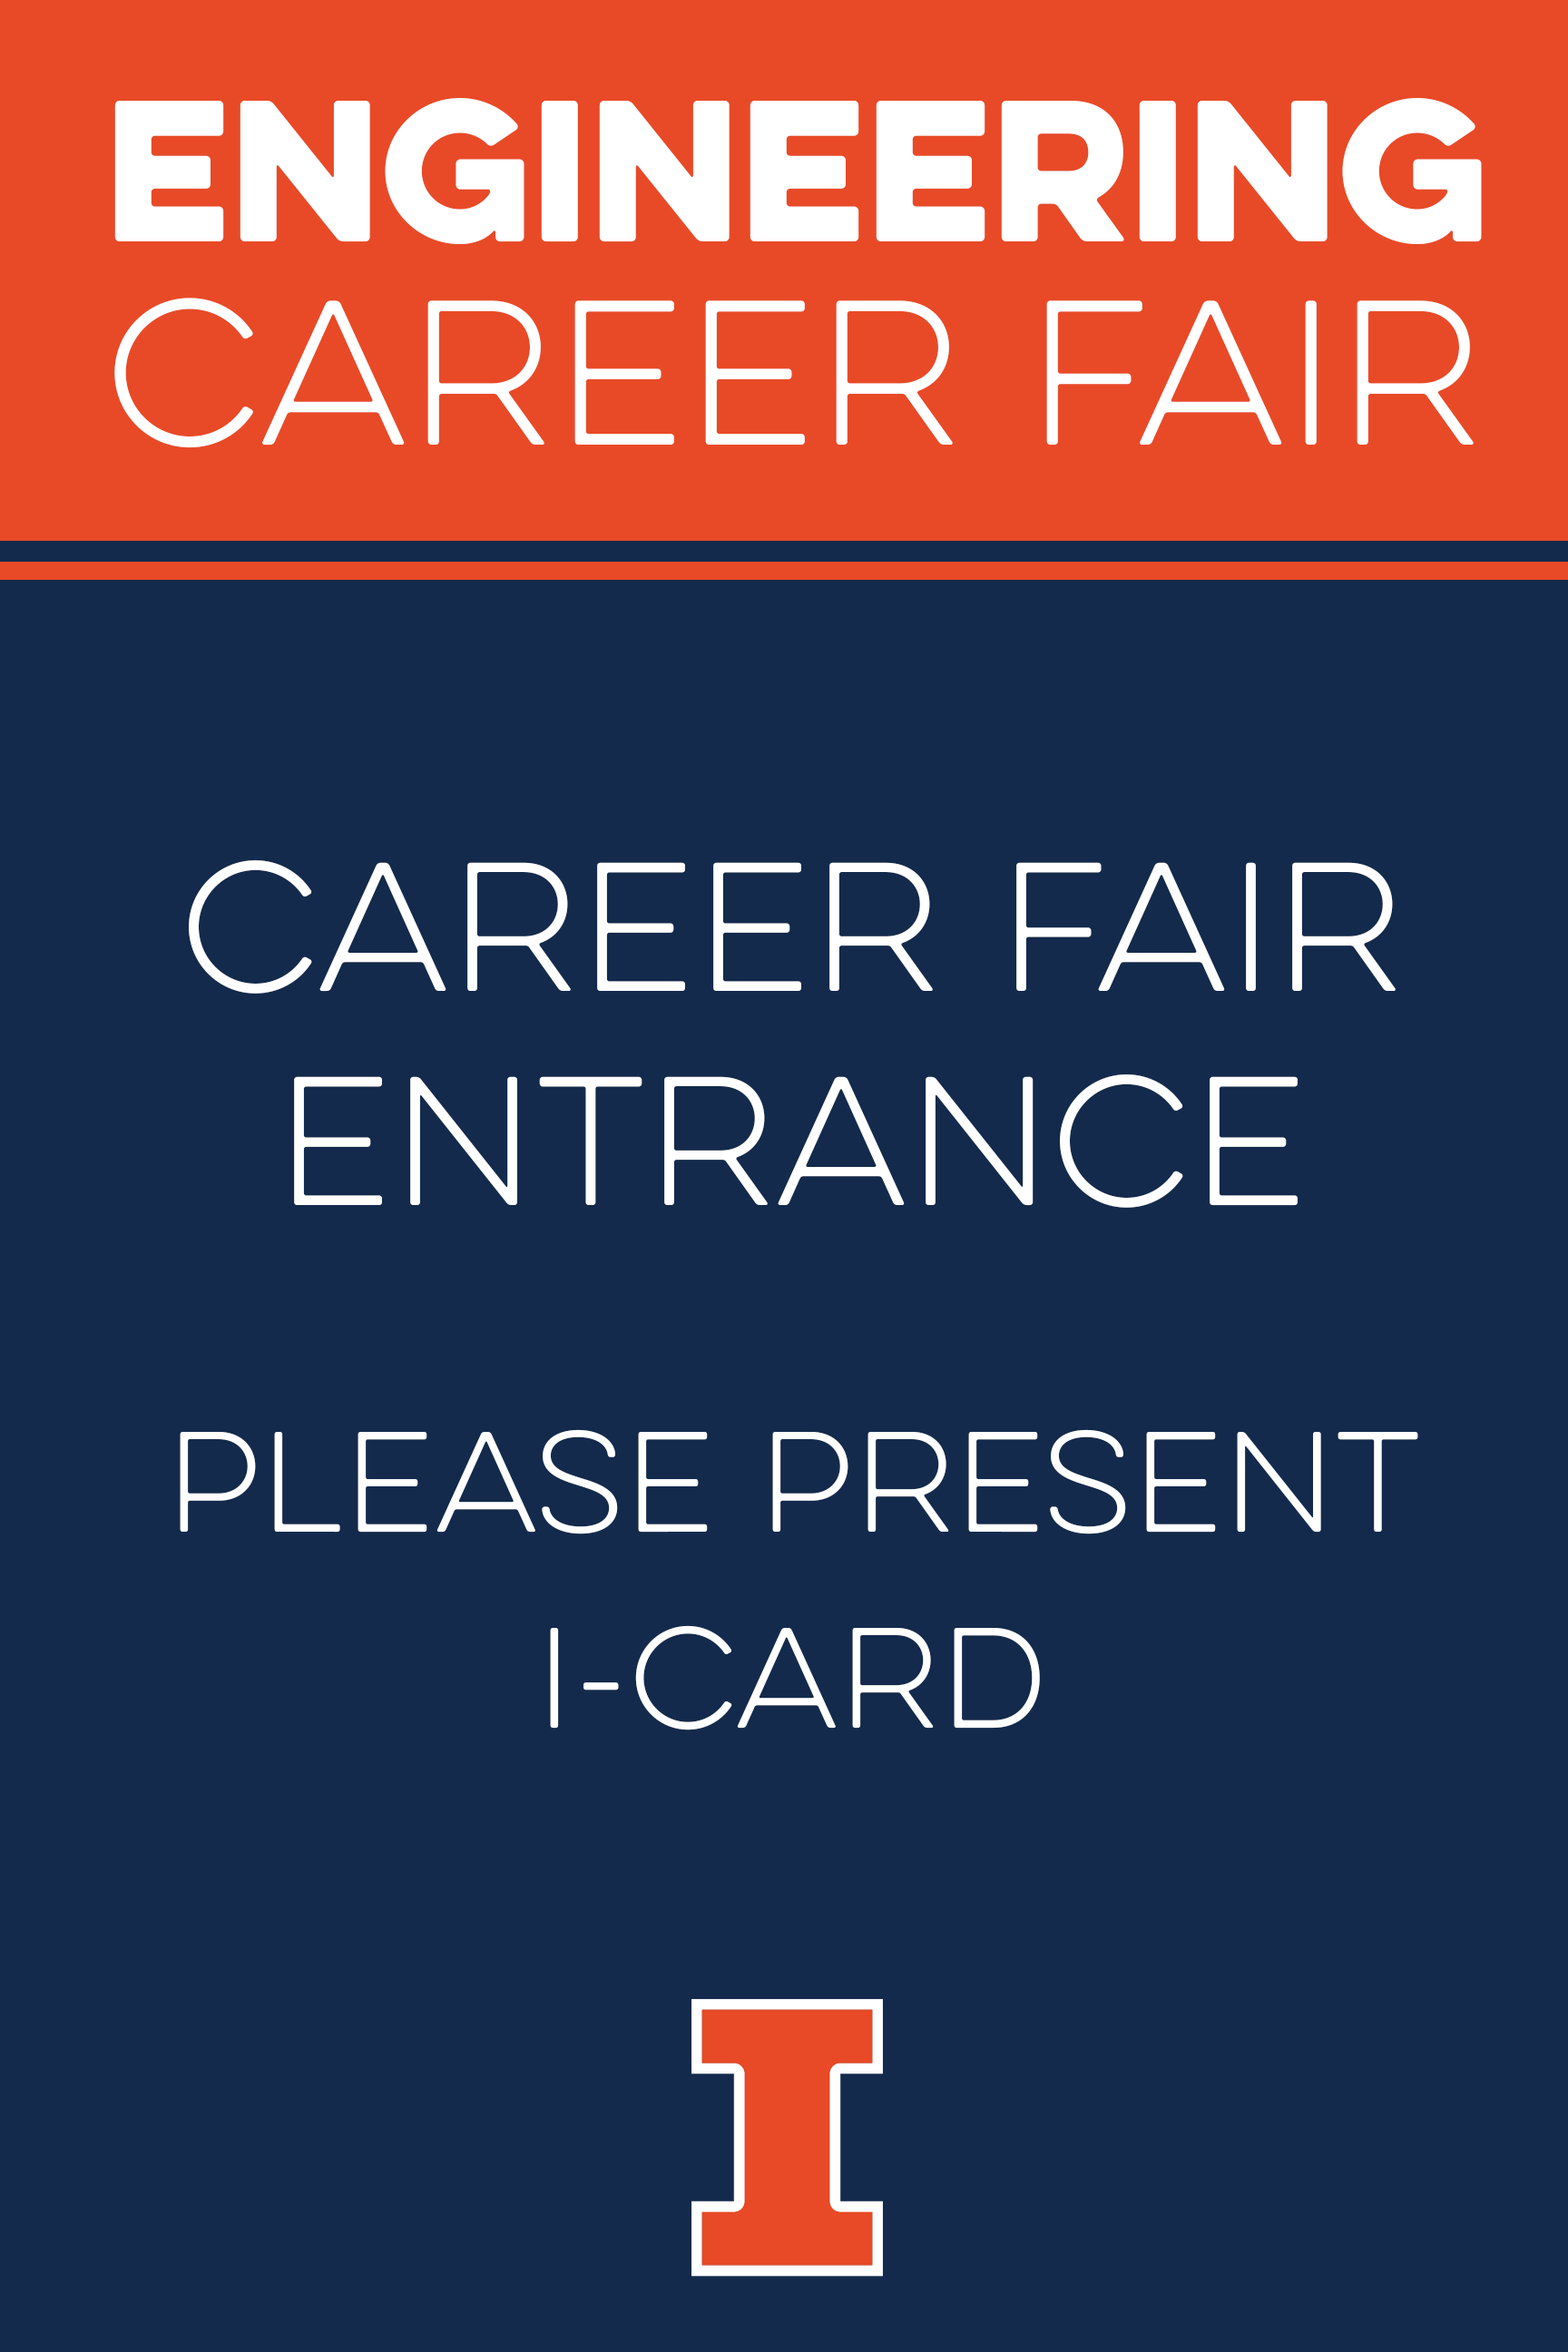 ENGINEERING
CAREER FAIR
CAREER FAIR
ENTRANCE
PLEASE PRESENT
I-CARD
I